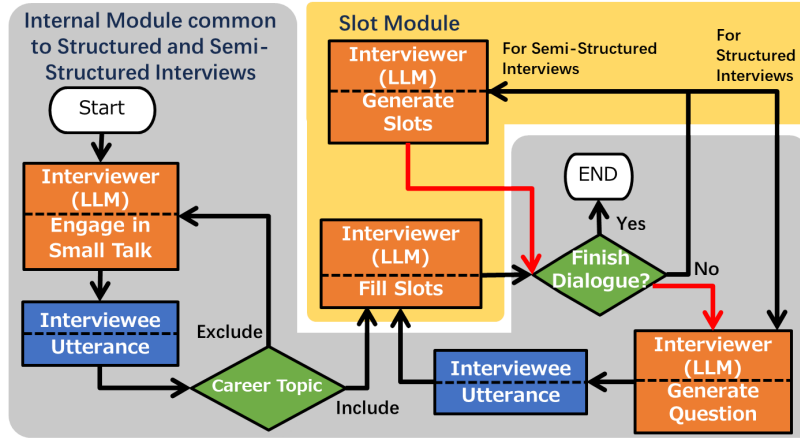 Internal Module common
to Structured and Semi-
Structured Interviews
Start
Interviewer
(LLM)
Engage in
Small Talk
Interviewee
Utterance
Exclude
Career Topic
Include
Slot Module
Interviewer
(LLM)
Generate
Slots
For Semi-Structured
Interviews
For
Structured
Interviews
Interviewer
(LLM)
Fill Slots
END
Yes
Finish
Dialogue?
No
Interviewer
(LLM)
Generate
Question
Interviewee
Utterance